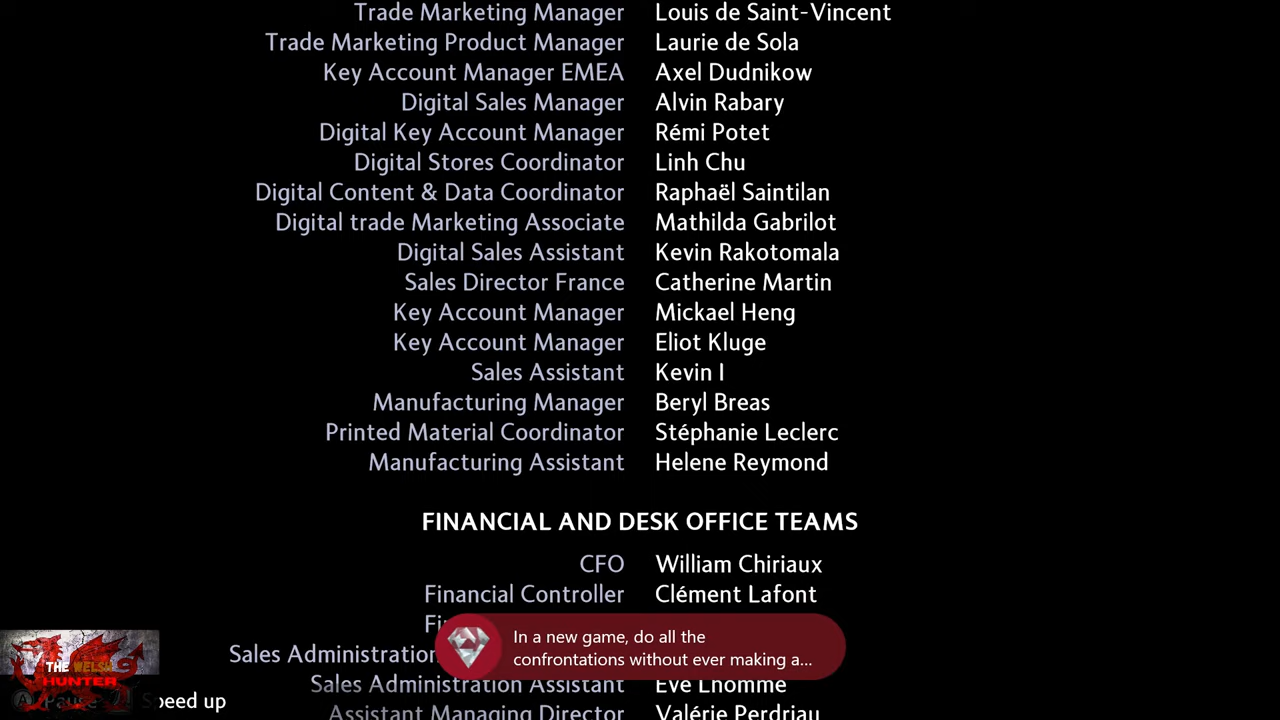 Trade Marketing Manager Louis de Saint-Vincent
Trade Marketing Product Manager Laurie de Sola
Key Account Manager EMEA Axel Dudnikow
Digital Sales Manager Alvin Rabary
Digital Key Account Manager Rémi Potet
Digital Stores Coordinator Linh Chu
Digital Content & Data Coordinator Raphaël Saintilan
Digital trade Marketing Associate Mathilda Gabrilot
Digital Sales Assistant Kevin Rakotomala
Sales Director France Catherine Martin
Key Account Manager Mickael Heng
Key Account Manager Eliot Kluge
Sales Assistant Kevin I
Manufacturing Manager Beryl Breas
Printed Material Coordinator Stéphanie Leclerc
Manufacturing Assistant Helene Reymond
FINANCIAL AND DESK OFFICE TEAMS
CFO William Chiriaux
Financial Controller Clément Lafont
In a new game, do all the
confrontations without ever making a...
Sales Administration
Sales Administration Assistant Eve Lhomme
Assistant Managing Director Valérie Perdriau
THE WELSH
HUNTER
Pause Speed up